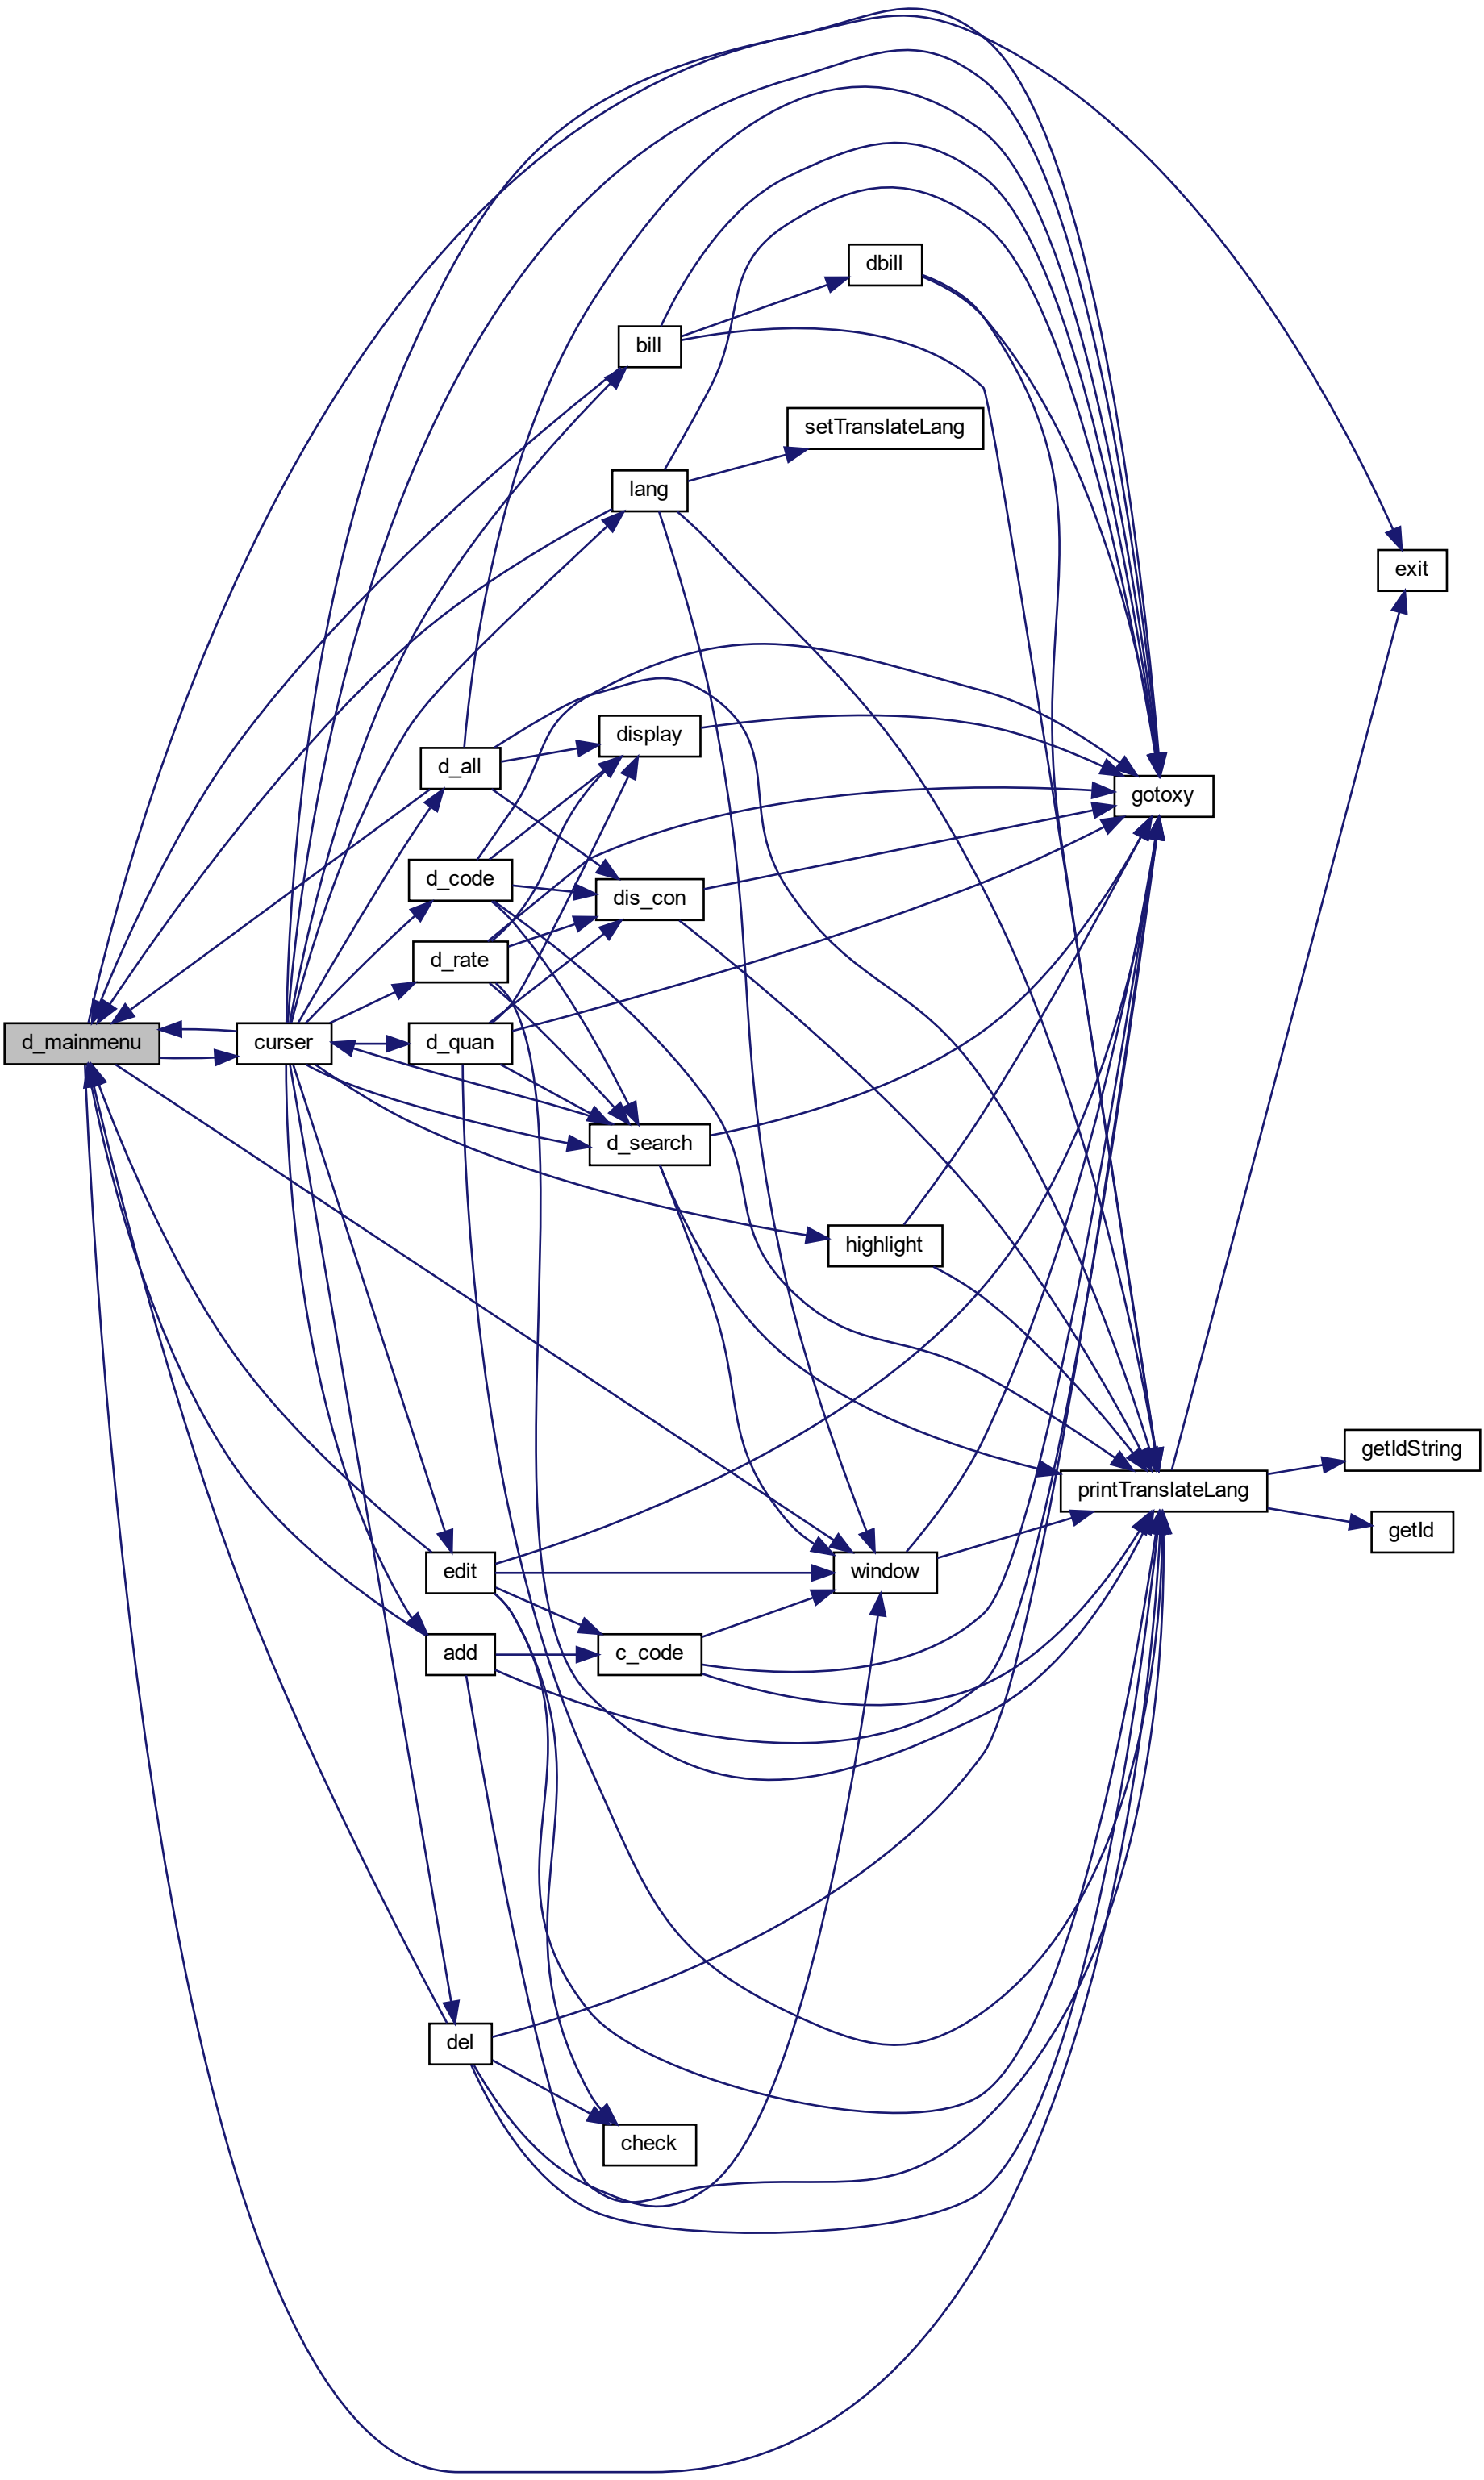 dbill
bill
setTranslateLang
lang
exit
display
d_all
gotoxy
d_code
dis_con
d_rate
d_mainmenu
curser
d_quan
d_search
highlight
getIdString
printTranslateLang
getId
edit
window
add
c_code
del
check